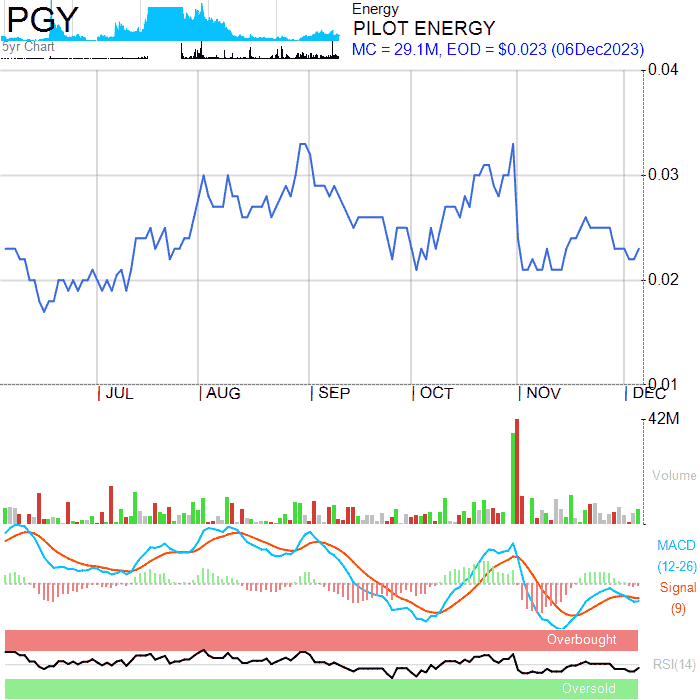 PGY
5yr Chart
Energy
PILOT ENERGY
MC = 29.1M, EOD = $0.023 (06Dec2023)
0.04
0.03
0.02
0.01
JUL AUG SEP OCT NOV DEC
42M
Volume
MACD
(12-26)
Signal
(9)
Overbought
RSI(14)
Oversold